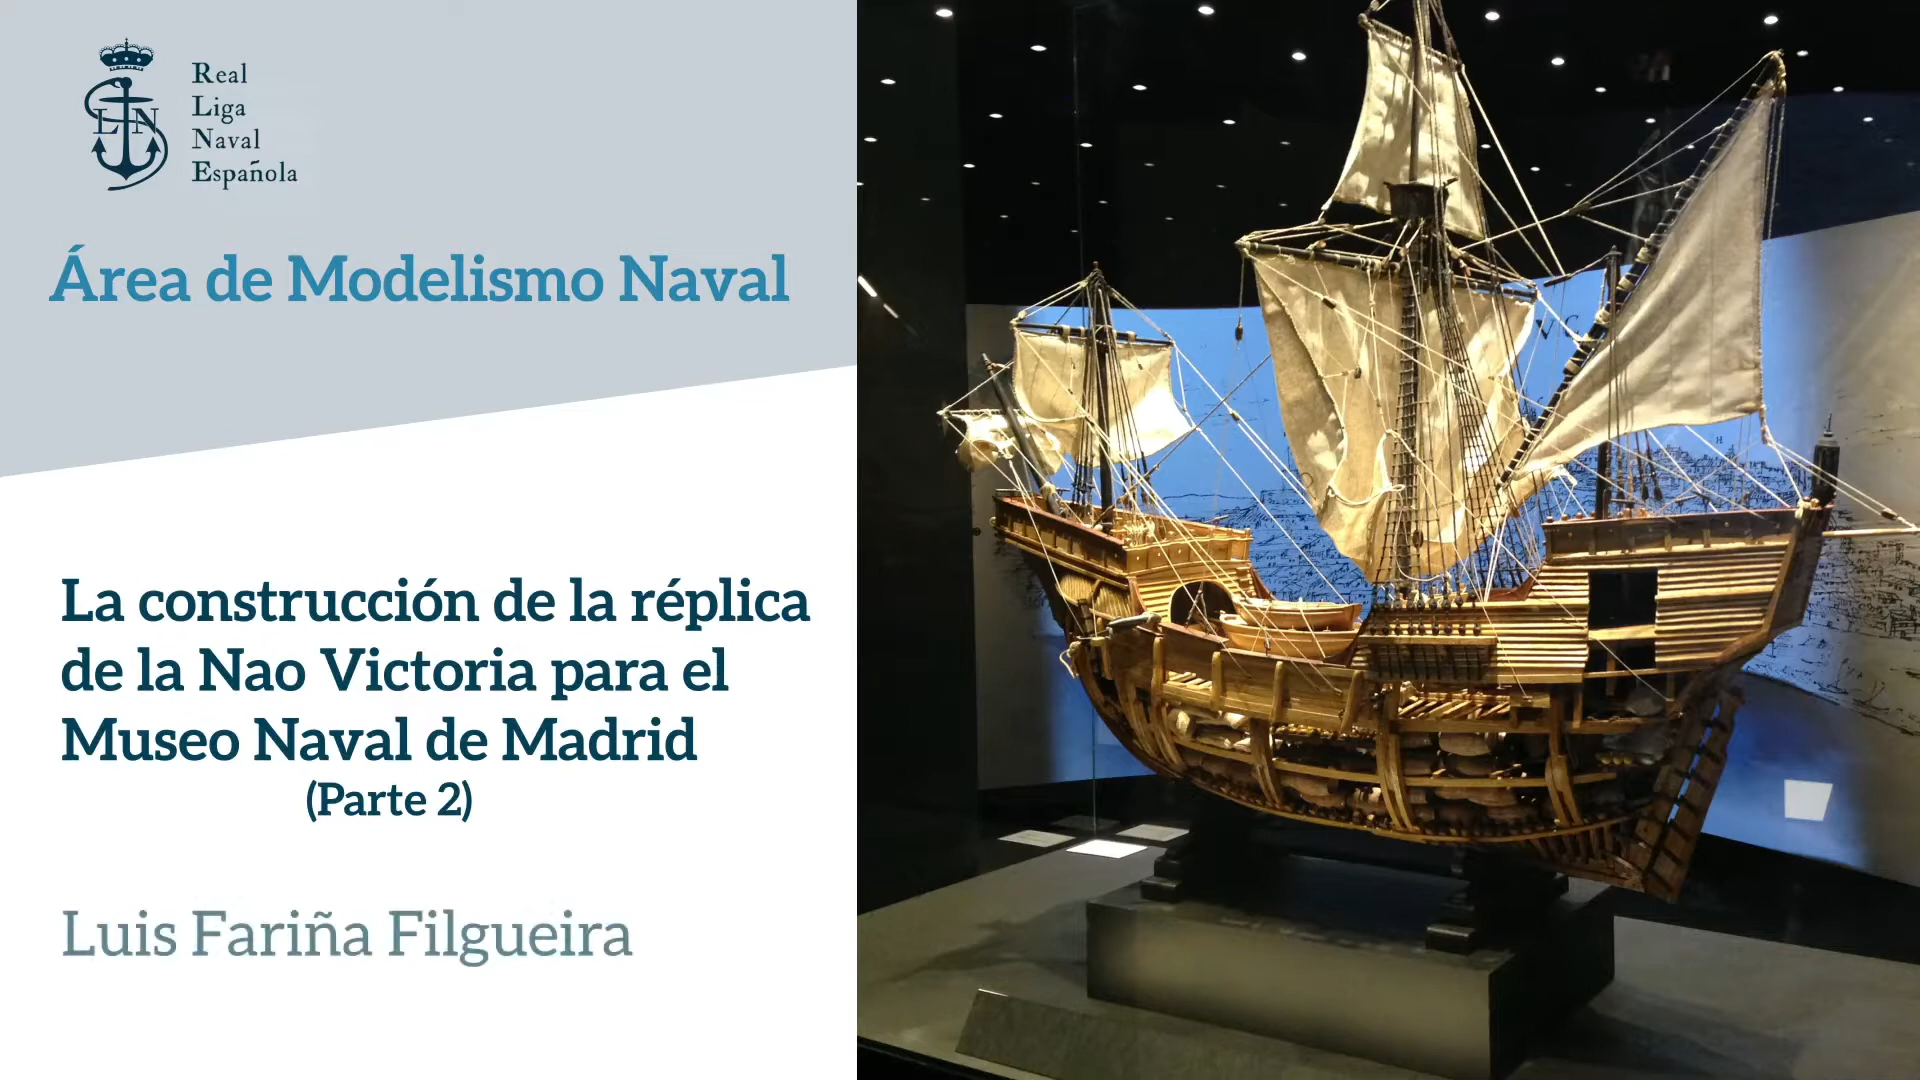 Real
Liga
Naval
Española
L N
Área de Modelismo Naval
La construcción de la réplica
de la Nao Victoria para el
Museo Naval de Madrid
(Parte 2)
Luis Fariña Filgueira